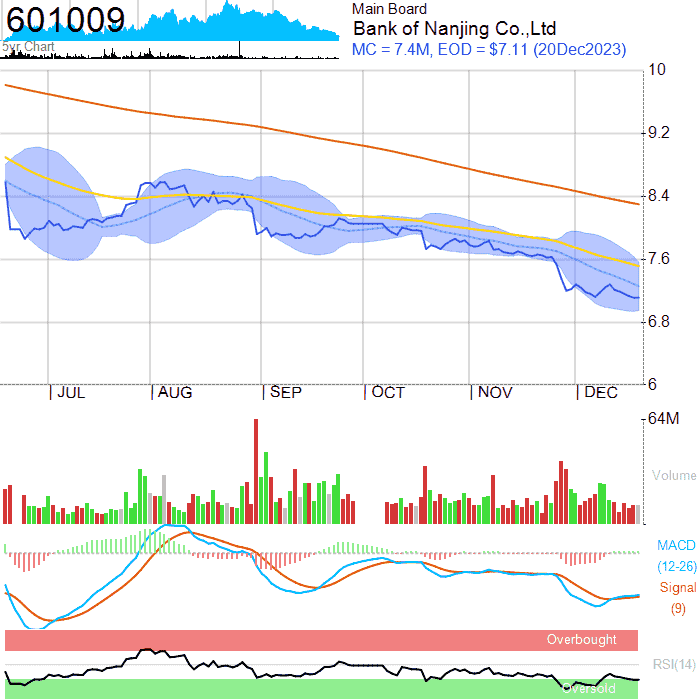 601009
5yr Chart
Main Board
Bank of Nanjing Co.,Ltd
MC = 7.4M, EOD = $7.11 (20Dec2023)
10
9.2
8.4
7.6
6.8
6
JUL
AUG
SEP
OCT
NOV
DEC
64M
Volume
MACD
(12-26)
Signal
(9)
Overbought
RSI(14)
Oversold